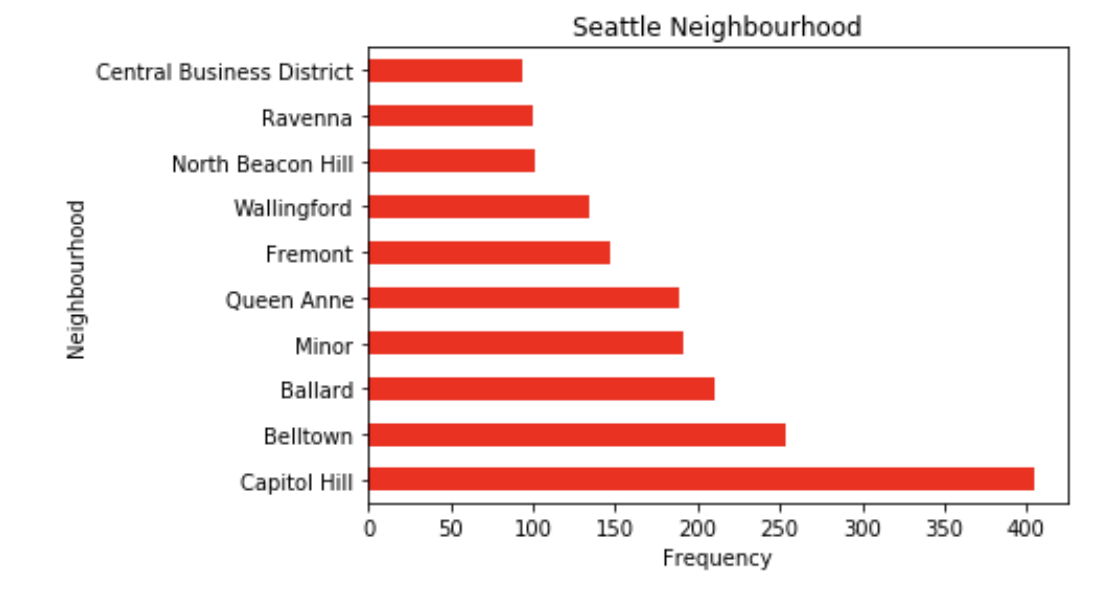 Seattle Neighbourhood
Central Business District
Ravenna
North Beacon Hill
Wallingford
Fremont
Queen Anne
Minor
Ballard
Belltown
Capitol Hill
Neighbourhood
0 50 100 150 200 250 300 350 400
Frequency